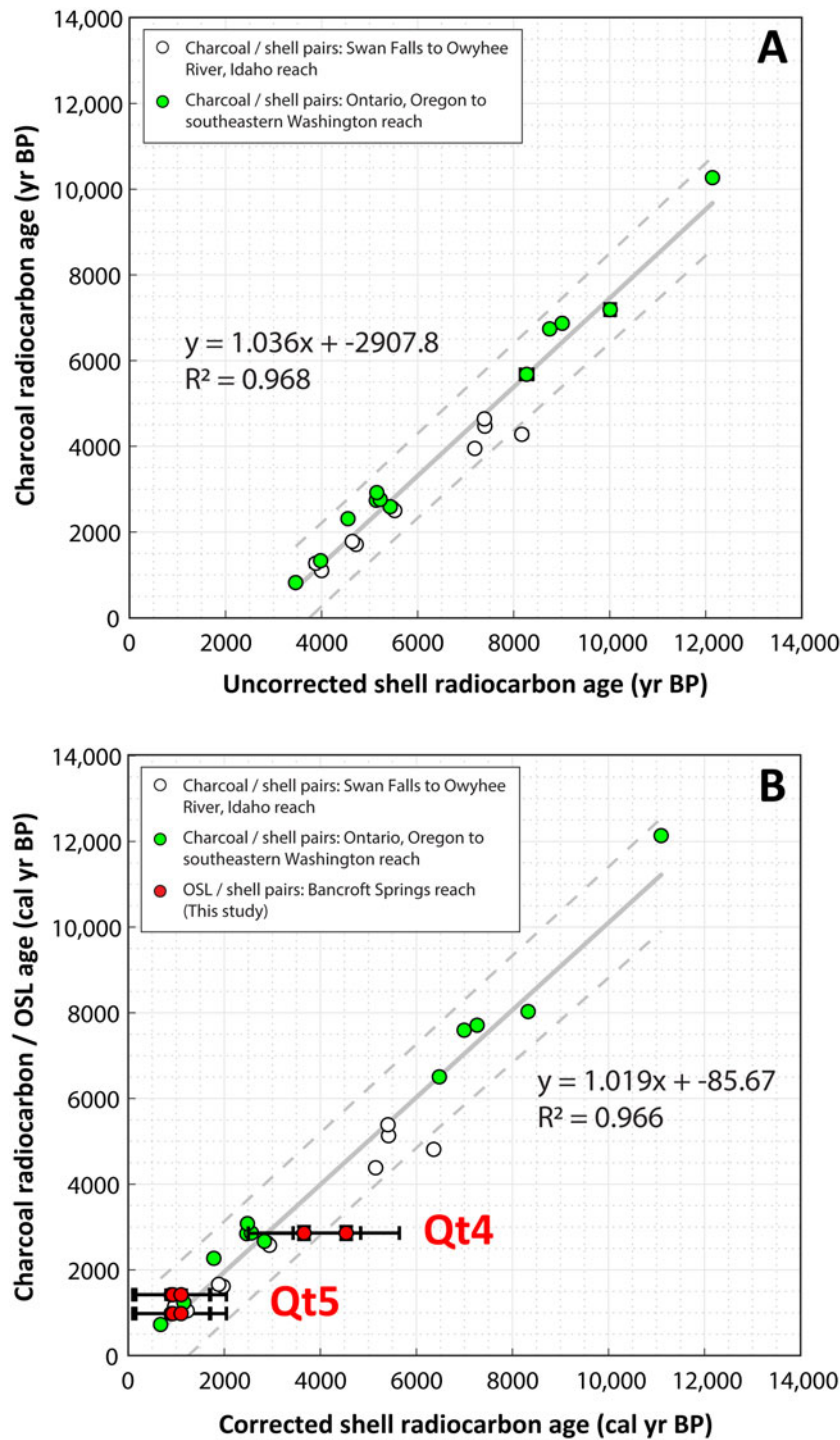 A
Charcoal / shell pairs: Swan Falls to Owyhee
River, Idaho reach
Charcoal / shell pairs: Ontario, Oregon to
southeastern Washington reach
14,000
12,000
10,000
8000
6000
4000
2000
0
Charcoal radiocarbon age (yr BP)
y = 1.036x + -2907.8
R² = 0.968
0 2000 4000 6000 8000 10,000 12,000 14,000
Uncorrected shell radiocarbon age (yr BP)
B
Charcoal / shell pairs: Swan Falls to Owyhee
River, Idaho reach
Charcoal / shell pairs: Ontario, Oregon to
southeastern Washington reach
OSL / shell pairs: Bancroft Springs reach
(This study)
14,000
12,000
10,000
8000
6000
4000
2000
0
Charcoal radiocarbon / OSL age (cal yr BP)
y = 1.019x + -85.67
R² = 0.966
Qt4
Qt5
0 2000 4000 6000 8000 10,000 12,000 14,000
Corrected shell radiocarbon age (cal yr BP)